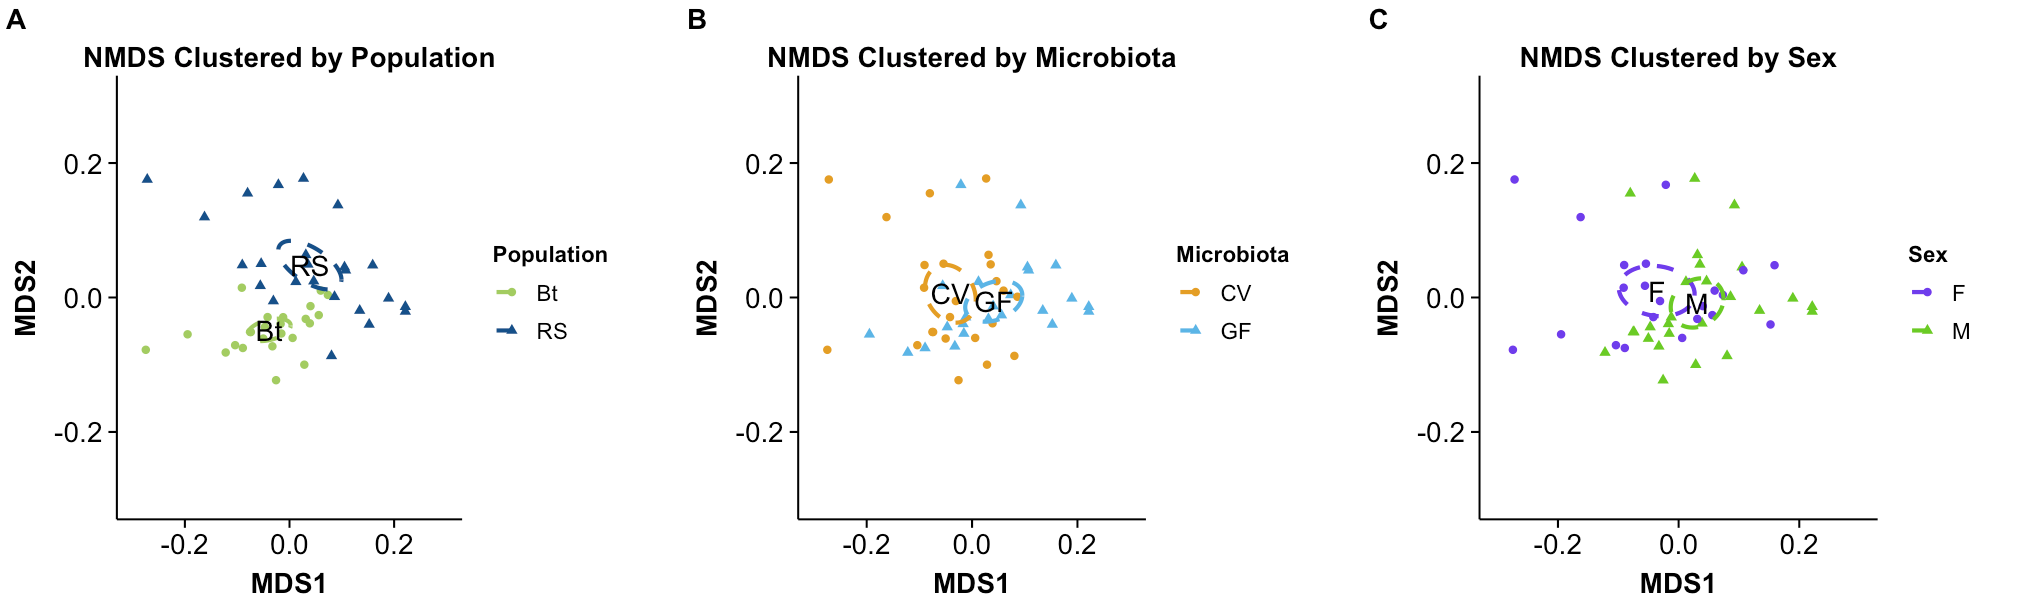 A
NMDS Clustered by Population
MDS2
0.2
0.0
-0.2
-0.2 0.0 0.2
MDS1
RS
Bt
Population
Bt
RS
B
NMDS Clustered by Microbiota
MDS2
0.2
0.0
-0.2
-0.2 0.0 0.2
MDS1
CV GF
Microbiota
CV
GF
C
NMDS Clustered by Sex
MDS2
0.2
0.0
-0.2
-0.2 0.0 0.2
MDS1
F M
Sex
F
M